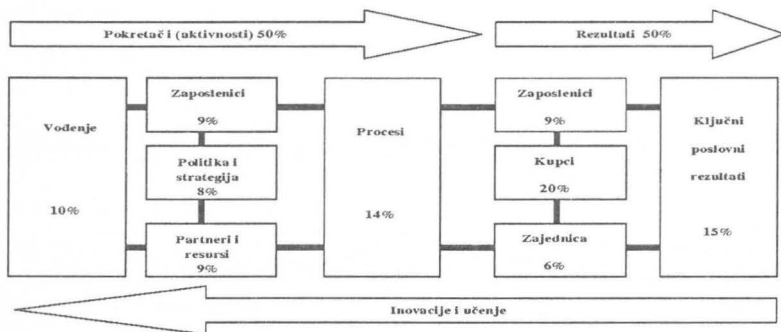 Pokretači (aktivnosti) 50%
Rezultati 50%
Vođenje
10%
Zaposlenici
9%
Politika i
strategija
8%
Partneri i
resursi
9%
Procesi
14%
Zaposlenici
9%
Kupci
20%
Zajednica
6%
Ključni
poslovni
rezultati
15%
Inovacije i učenje